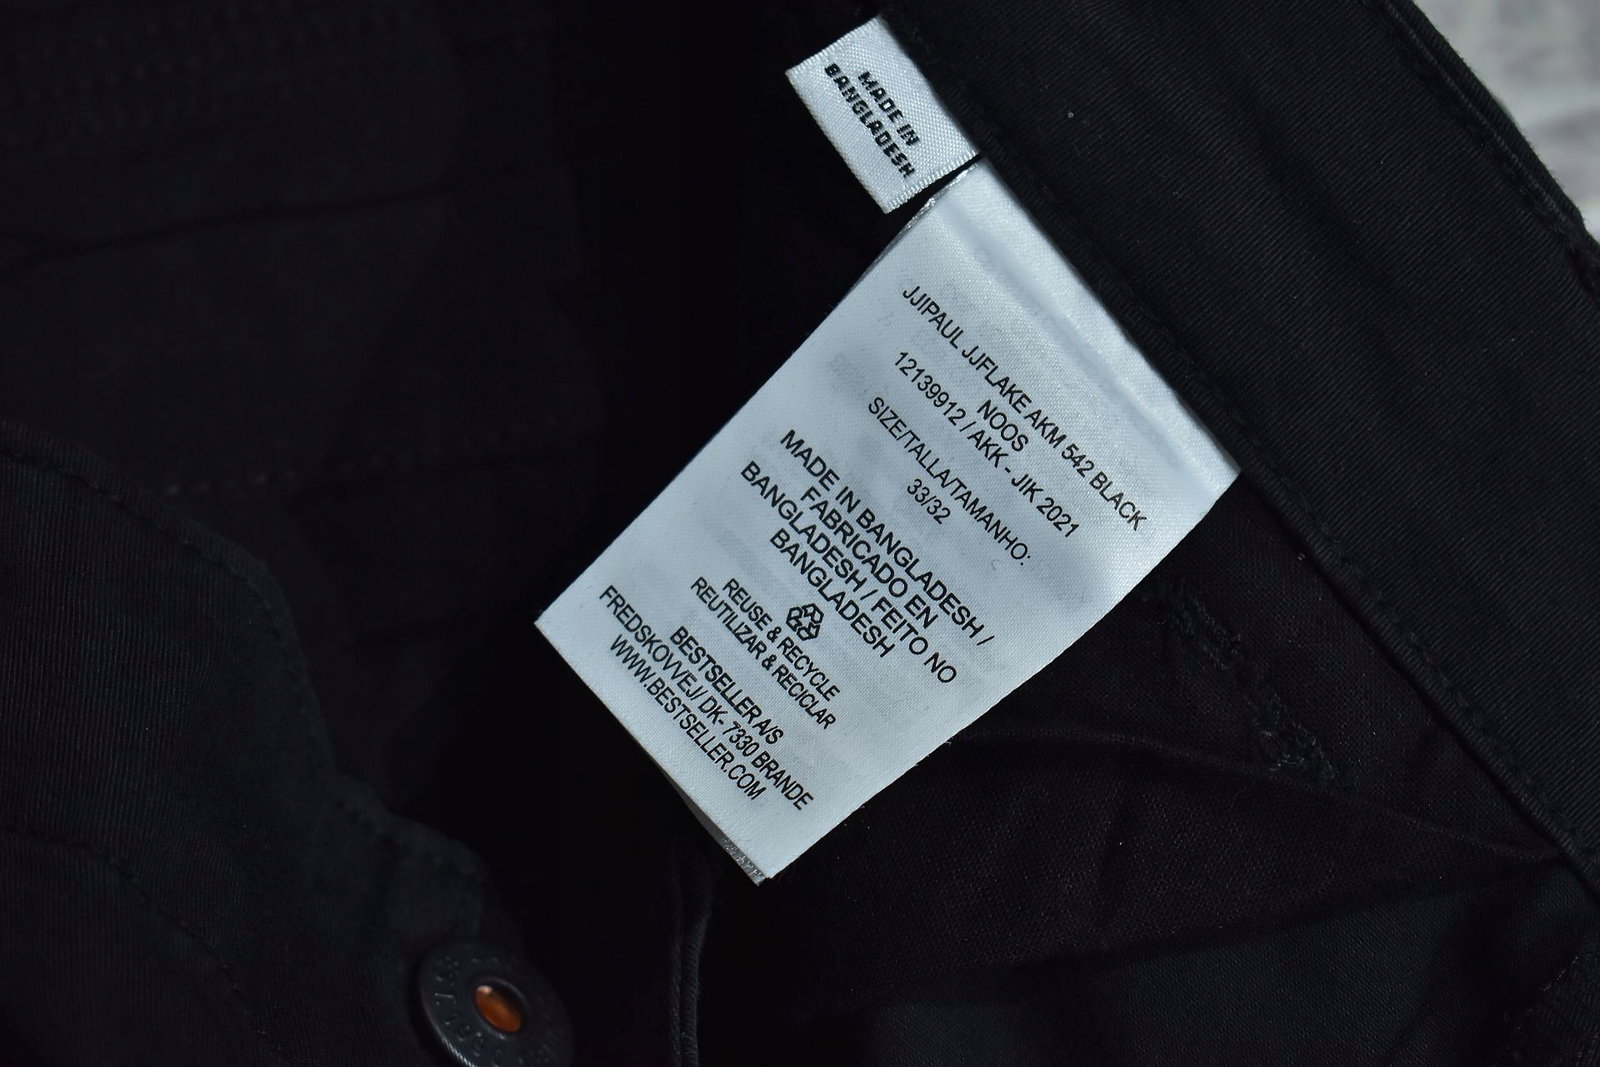 MADE IN
BANGLADESH
JJIPAUL JJFLAKE AKM 542 BLACK
NOOS
12139912 / AKK - JIK 2021
SIZE/TALLA/TAMANHO:
33/32
MADE IN BANGLADESH /
FABRICADO EN
BANGLADESH / FEITO NO
BANGLADESH
REUSE & RECYCLE
REUTILIZAR & RECICLAR
BESTSELLER A/S
FREDSKOVVEJ/ DK- 7330 BRANDE
WWW.BESTSELLER.COM